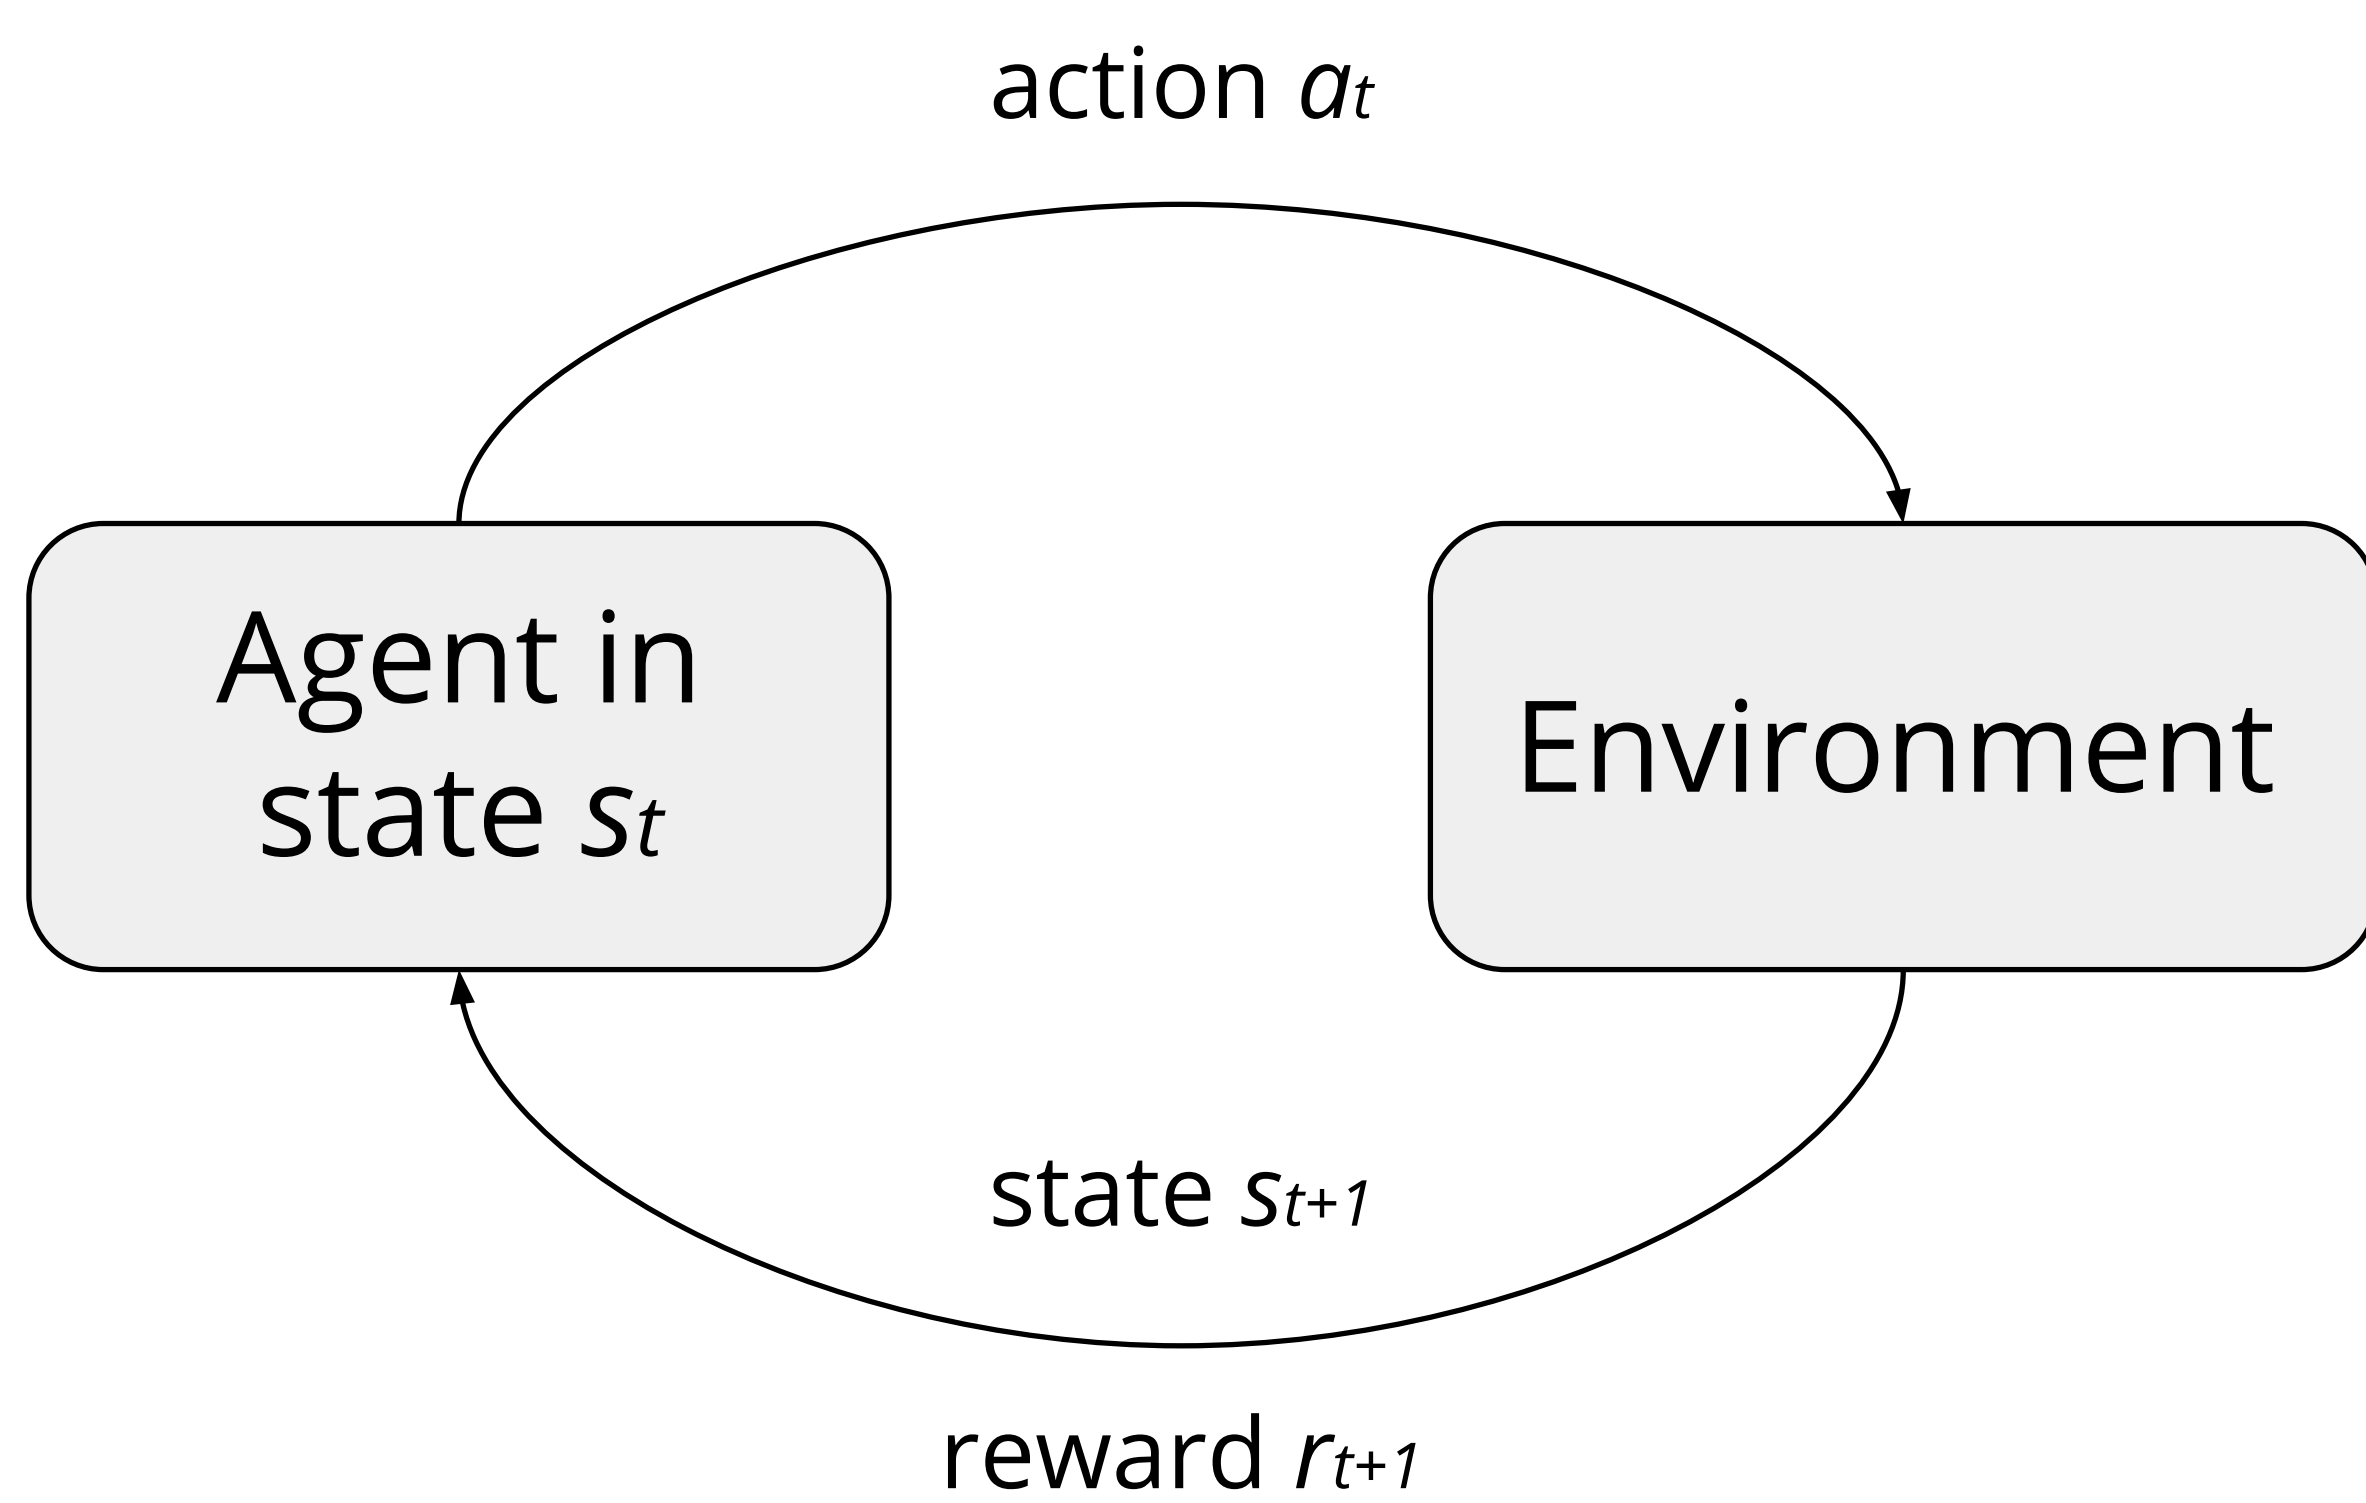 action at
Agent in
state st
Environment
state st+1
reward rt+1